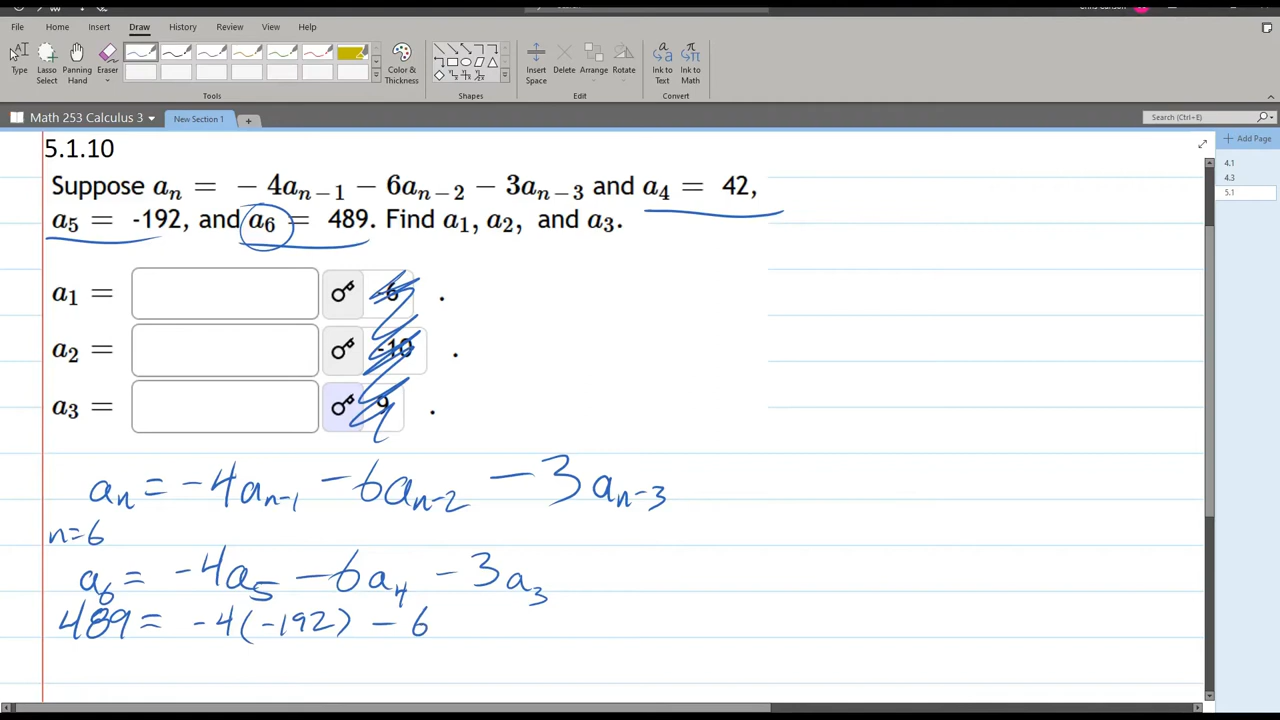 File Home Insert Draw History Review View Help
Type Lasso Select Panning Hand Eraser Color & Thickness Insert Space Delete Arrange Rotate Ink to Text Ink to Math
Tools Shapes Edit Convert
Math 253 Calculus 3 New Section 1 Search (Ctrl+E)
Add Page
4.1
4.3
5.1
5.1.10
Suppose aₙ = − 4aₙ₋₁ − 6aₙ₋₂ − 3aₙ₋₃ and a₄ = 42,
a₅ = -192, and a₆ = 489. Find a₁, a₂, and a₃.
a₁ = -6 .
a₂ = -10 .
a₃ = 9 .
aₙ = -4aₙ₋₁ - 6aₙ₋₂ - 3aₙ₋₃
n=6
a₆ = -4a₅ - 6a₄ - 3a₃
489 = -4(-192) - 6